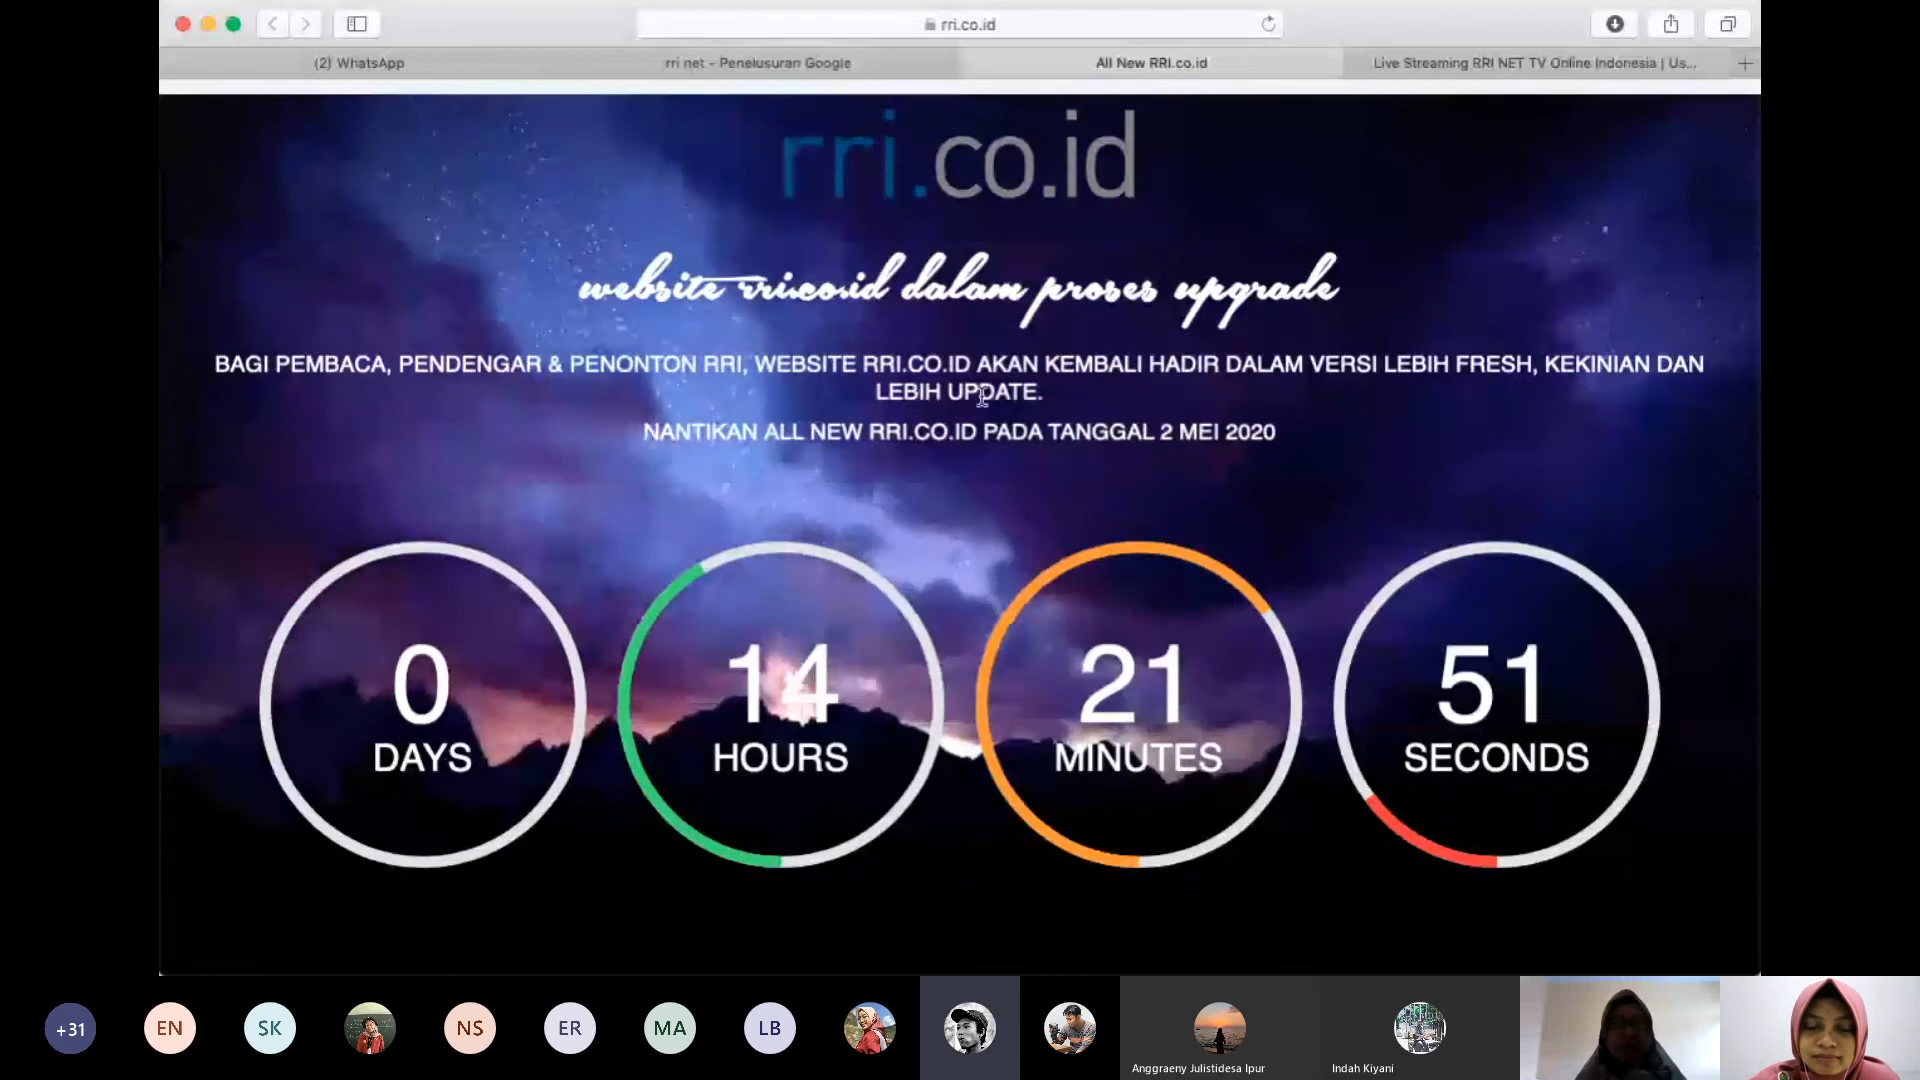 rri.co.id
(2) WhatsApp
rri net - Penelusuran Google
All New RRI.co.id
Live Streaming RRI NET TV Online Indonesia | Us...
rri.co.id
website rri.co.id dalam proses upgrade
BAGI PEMBACA, PENDENGAR & PENONTON RRI, WEBSITE RRI.CO.ID AKAN KEMBALI HADIR DALAM VERSI LEBIH FRESH, KEKINIAN DAN
LEBIH UPDATE.
NANTIKAN ALL NEW RRI.CO.ID PADA TANGGAL 2 MEI 2020
0
DAYS
14
HOURS
21
MINUTES
51
SECONDS
+31
EN
SK
NS
ER
MA
LB
Anggraeny Julistidesa Ipur
Indah Kiyani